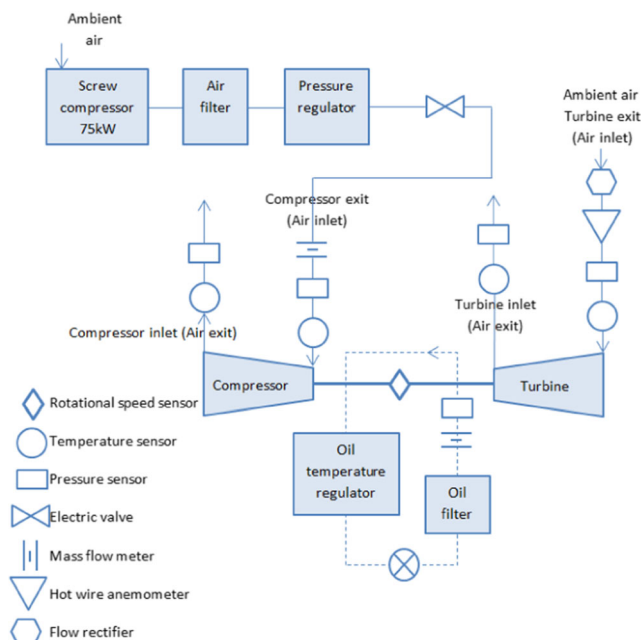 Ambient
air
Screw
compressor
75kW
Air
filter
Pressure
regulator
Ambient air
Turbine exit
(Air inlet)
Compressor exit
(Air inlet)
Turbine inlet
(Air exit)
Compressor inlet (Air exit)
Compressor
Turbine
Oil
temperature
regulator
Oil
filter
Rotational speed sensor
Temperature sensor
Pressure sensor
Electric valve
Mass flow meter
Hot wire anemometer
Flow rectifier